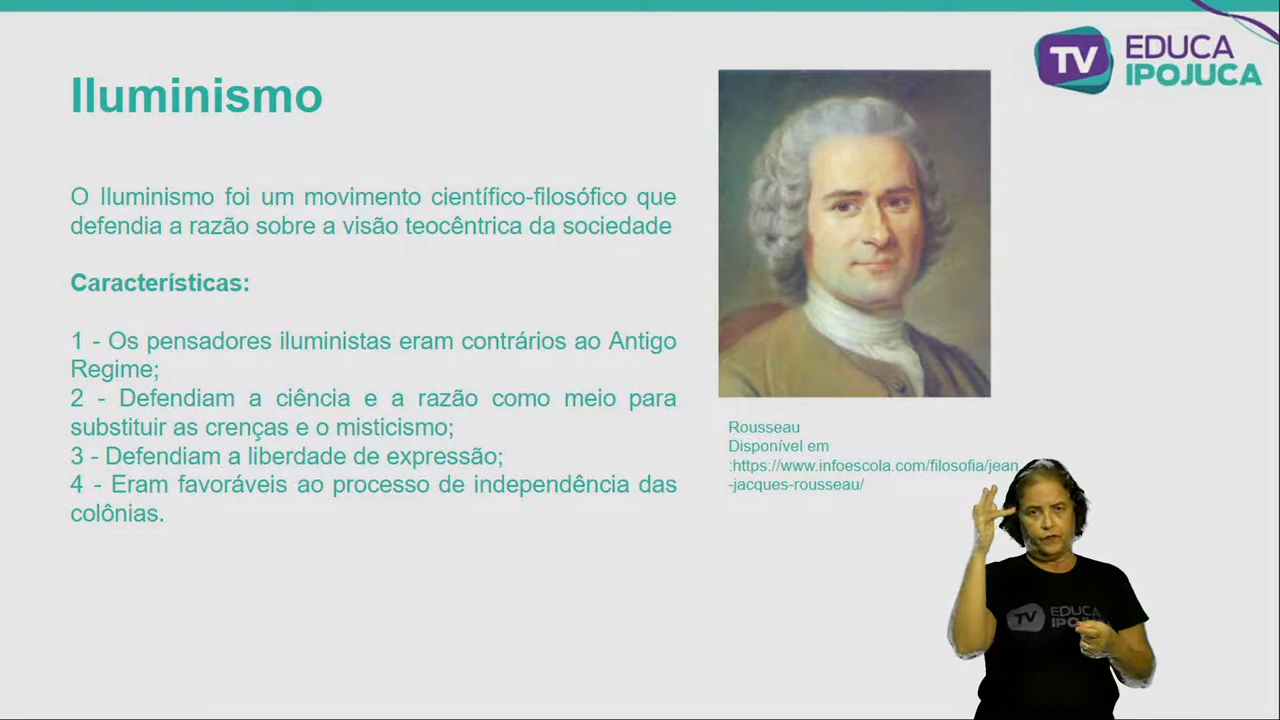 TV EDUCA
IPOJUCA
Iluminismo
O Iluminismo foi um movimento científico-filosófico que
defendia a razão sobre a visão teocêntrica da sociedade
Características:
1 - Os pensadores iluministas eram contrários ao Antigo
Regime;
2 - Defendiam a ciência e a razão como meio para
substituir as crenças e o misticismo;
3 - Defendiam a liberdade de expressão;
4 - Eram favoráveis ao processo de independência das
colônias.
Rousseau
Disponível em
:https://www.infoescola.com/filosofia/jean
-jacques-rousseau/
TV EDUCA